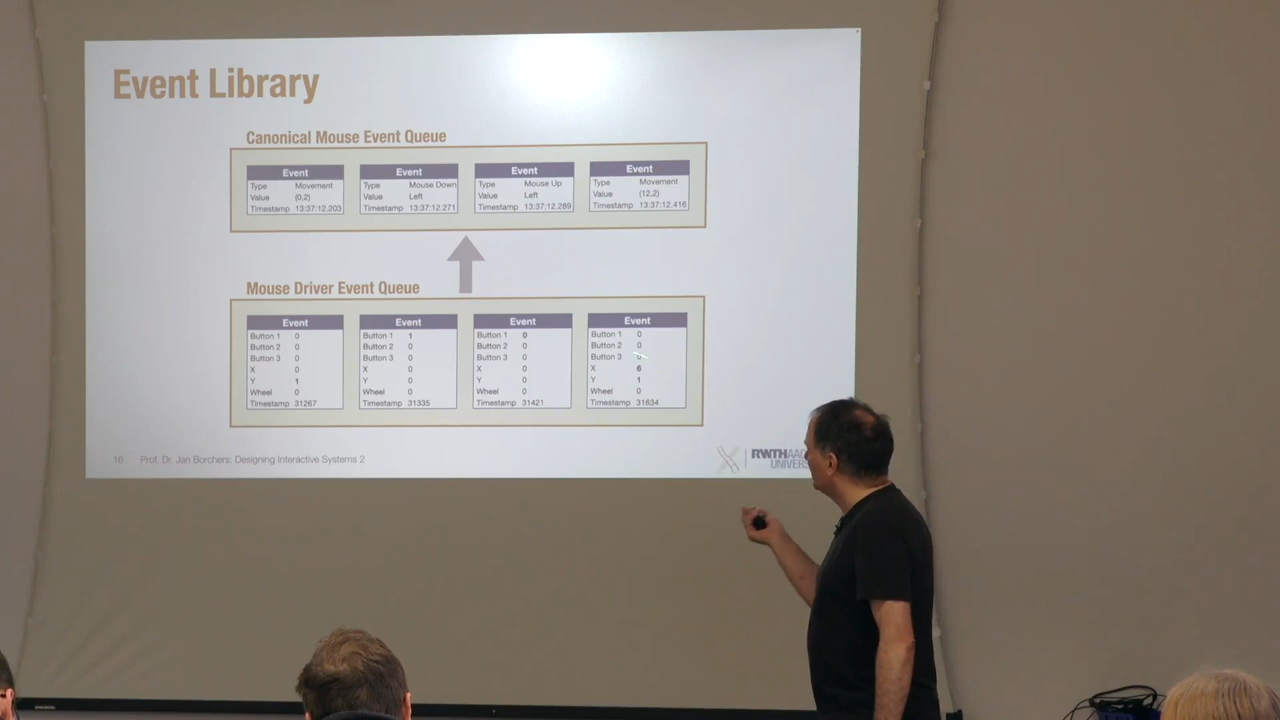 Event Library
Canonical Mouse Event Queue
Event
Type Movement
Value (0,2)
Timestamp 13:37:12.203
Event
Type Mouse Down
Value Left
Timestamp 13:37:12.271
Event
Type Mouse Up
Value Left
Timestamp 13:37:12.289
Event
Type Movement
Value (12,2)
Timestamp 13:37:12.416
Mouse Driver Event Queue
Event
Button 1 0
Button 2 0
Button 3 0
X 0
Y 1
Wheel 0
Timestamp 31267
Event
Button 1 1
Button 2 0
Button 3 0
X 0
Y 0
Wheel 0
Timestamp 31335
Event
Button 1 0
Button 2 0
Button 3 0
X 0
Y 0
Wheel 0
Timestamp 31421
Event
Button 1 0
Button 2 0
Button 3 0
X 6
Y 1
Wheel 0
Timestamp 31634
16 Prof. Dr. Jan Borchers: Designing Interactive Systems 2
RWTHAAC
UNIVERS